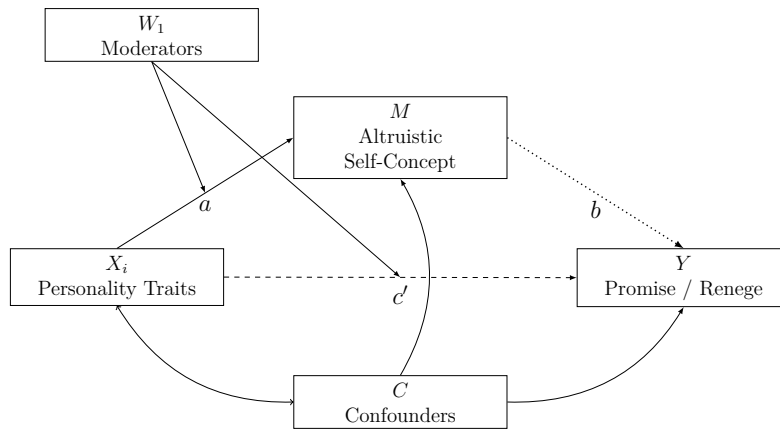 W₁
Moderators
M
Altruistic
Self-Concept
a
b
Xᵢ
Personality Traits
Y
Promise / Renege
c′
C
Confounders